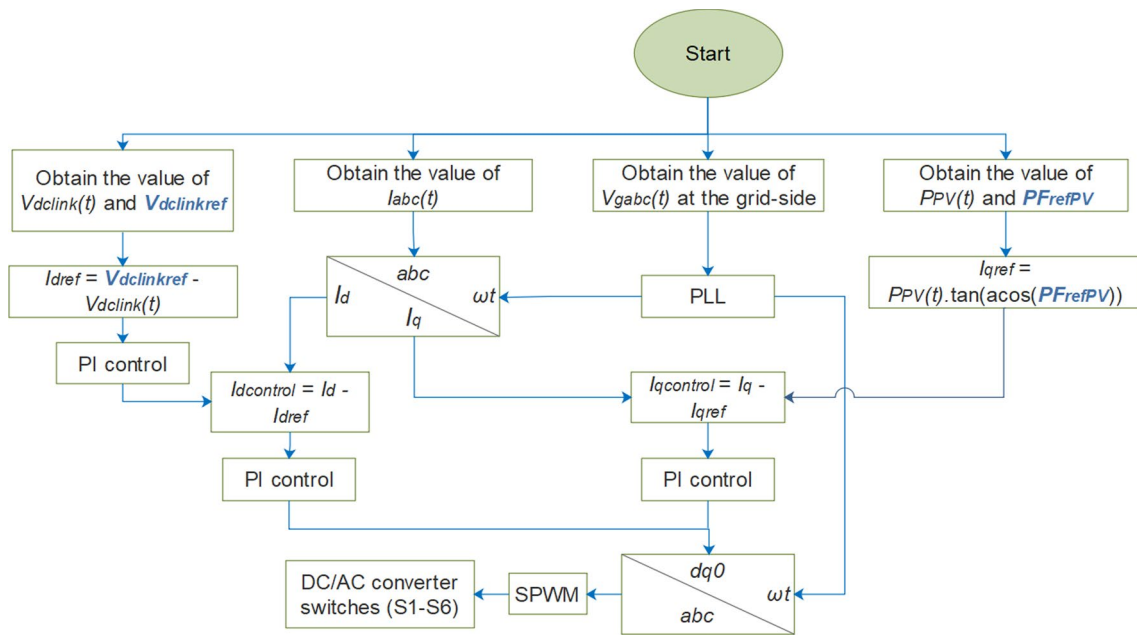 Start
Obtain the value of
Vdclink(t) and Vdclinkref
Obtain the value of
Iabc(t)
Obtain the value of
Vgabc(t) at the grid-side
Obtain the value of
PPV(t) and PFrefPV
Idref = Vdclinkref -
Vdclink(t)
abc
Id
ωt
Iq
PLL
Iqref =
PPV(t).tan(acos(PFrefPV))
PI control
Idcontrol = Id -
Idref
Iqcontrol = Iq -
Iqref
PI control
PI control
DC/AC converter
switches (S1-S6)
SPWM
dq0
ωt
abc